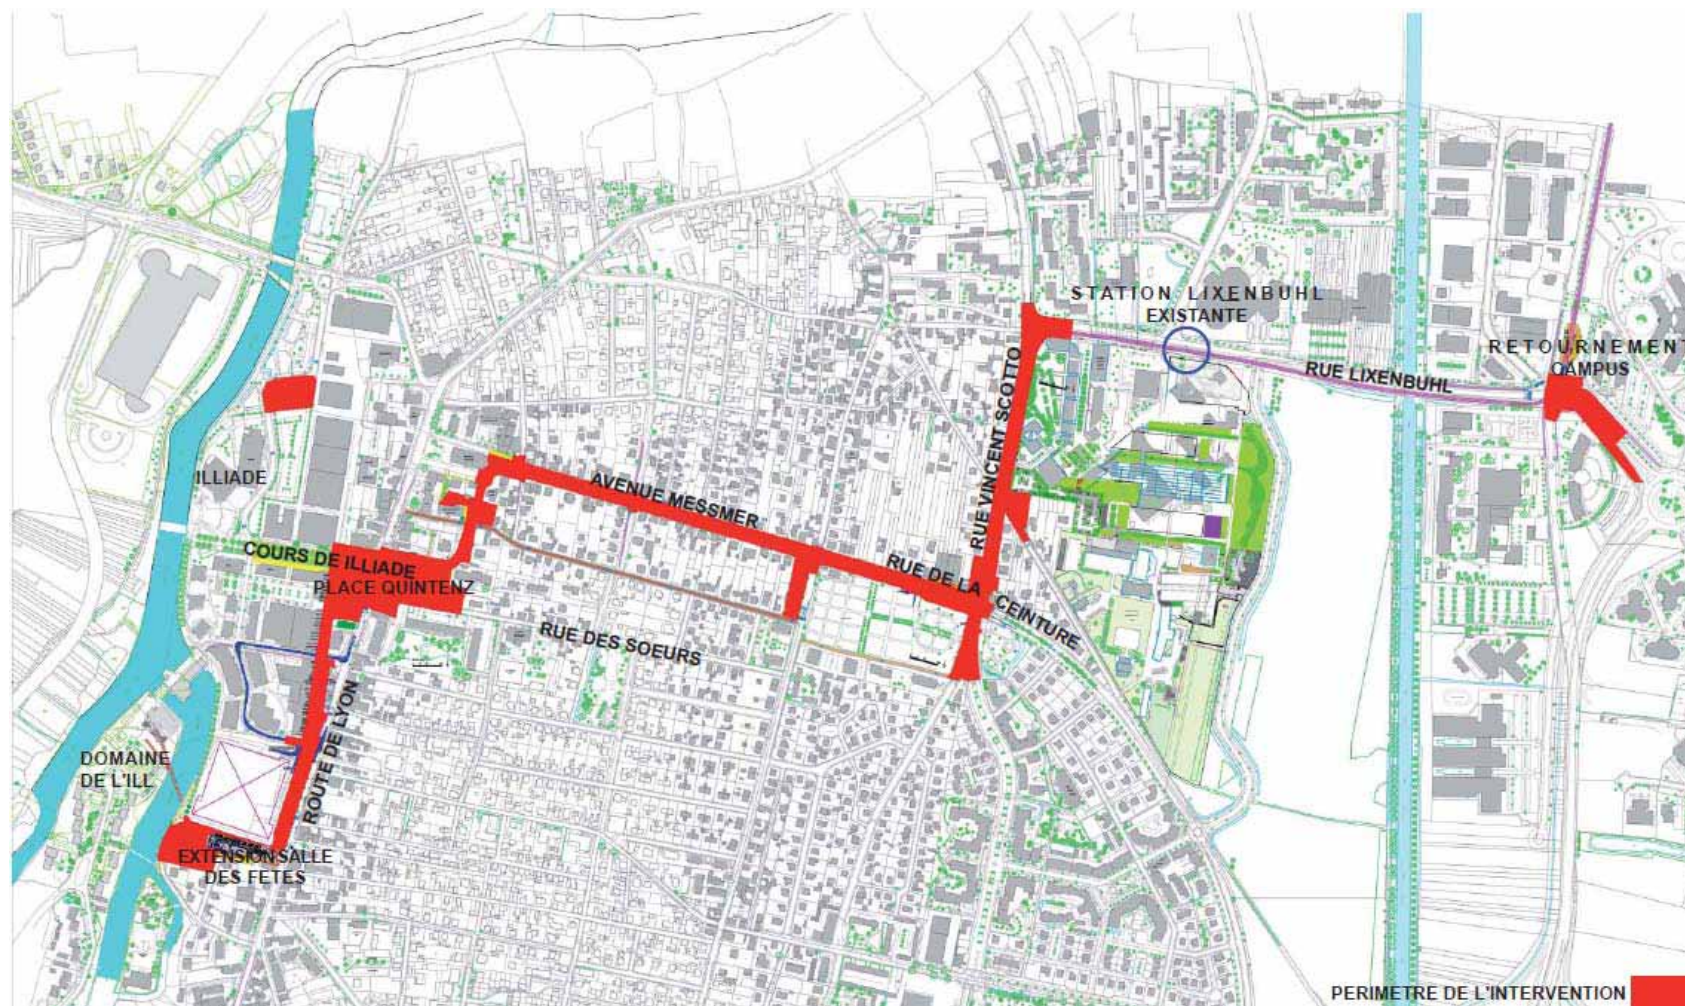 STATION LIXENBUHL
EXISTANTE
RETOURNEMENT
CAMPUS
RUE LIXENBUHL
RUE VINCENT SCOTTO
ILLIADE
AVENUE MESSMER
COURS DE ILLIADE
PLACE QUINTENZ
RUE DE LA CEINTURE
RUE DES SOEURS
ROUTE DE LYON
DOMAINE
DE L'ILL
EXTENSION SALLE
DES FETES
PERIMETRE DE L'INTERVENTION